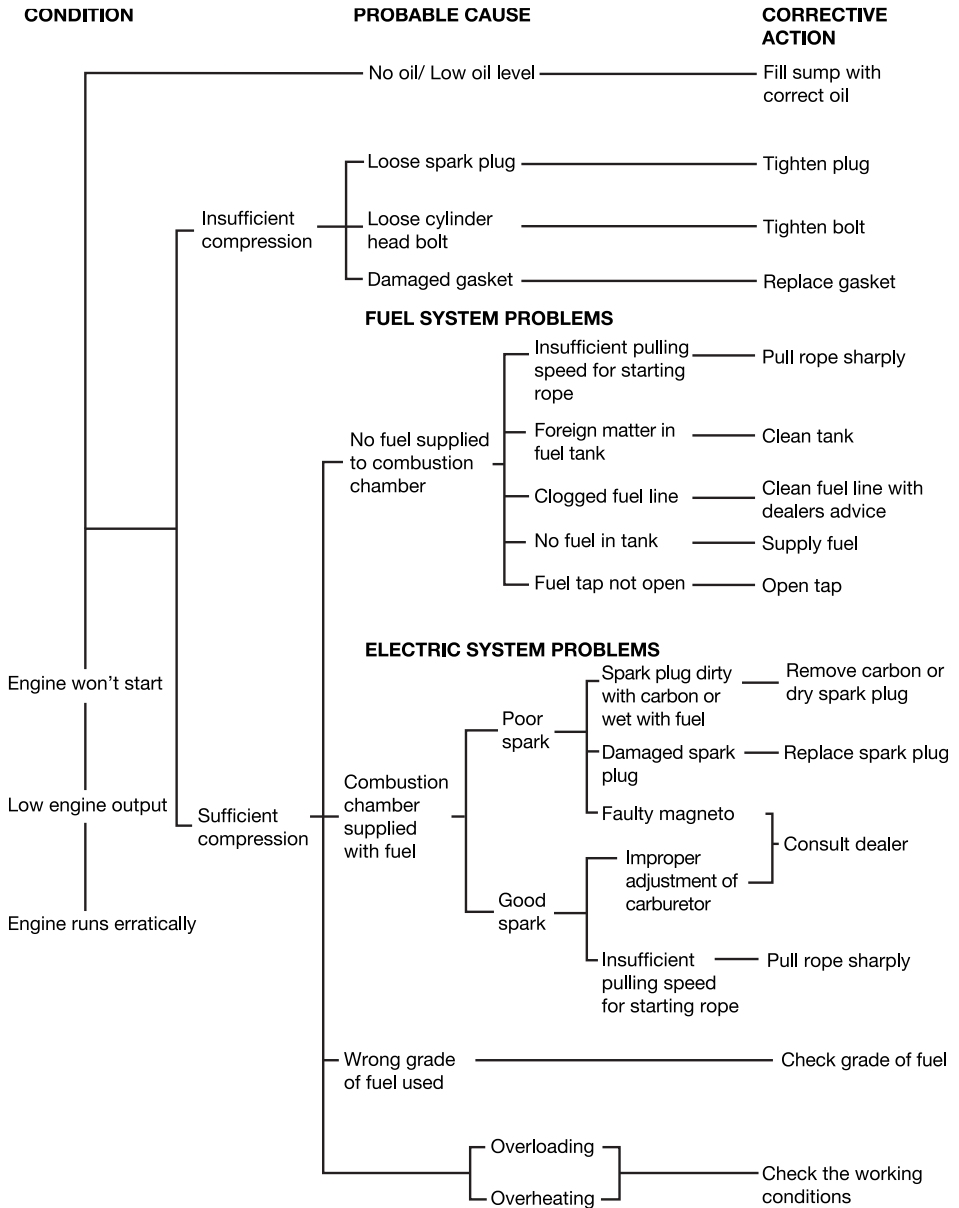 CONDITION
PROBABLE CAUSE
CORRECTIVE
ACTION
No oil/ Low oil level
Fill sump with
correct oil
Insufficient
compression
Loose spark plug
Tighten plug
Loose cylinder
head bolt
Tighten bolt
Damaged gasket
Replace gasket
FUEL SYSTEM PROBLEMS
No fuel supplied
to combustion
chamber
Insufficient pulling
speed for starting
rope
Pull rope sharply
Foreign matter in
fuel tank
Clean tank
Clogged fuel line
Clean fuel line with
dealers advice
No fuel in tank
Supply fuel
Fuel tap not open
Open tap
ELECTRIC SYSTEM PROBLEMS
Engine won't start
Low engine output
Engine runs erratically
Sufficient
compression
Combustion
chamber
supplied
with fuel
Poor
spark
Spark plug dirty
with carbon or
wet with fuel
Remove carbon or
dry spark plug
Damaged spark
plug
Replace spark plug
Faulty magneto
Consult dealer
Good
spark
Improper
adjustment of
carburetor
Insufficient
pulling speed
for starting rope
Pull rope sharply
Wrong grade
of fuel used
Check grade of fuel
Overloading
Overheating
Check the working
conditions